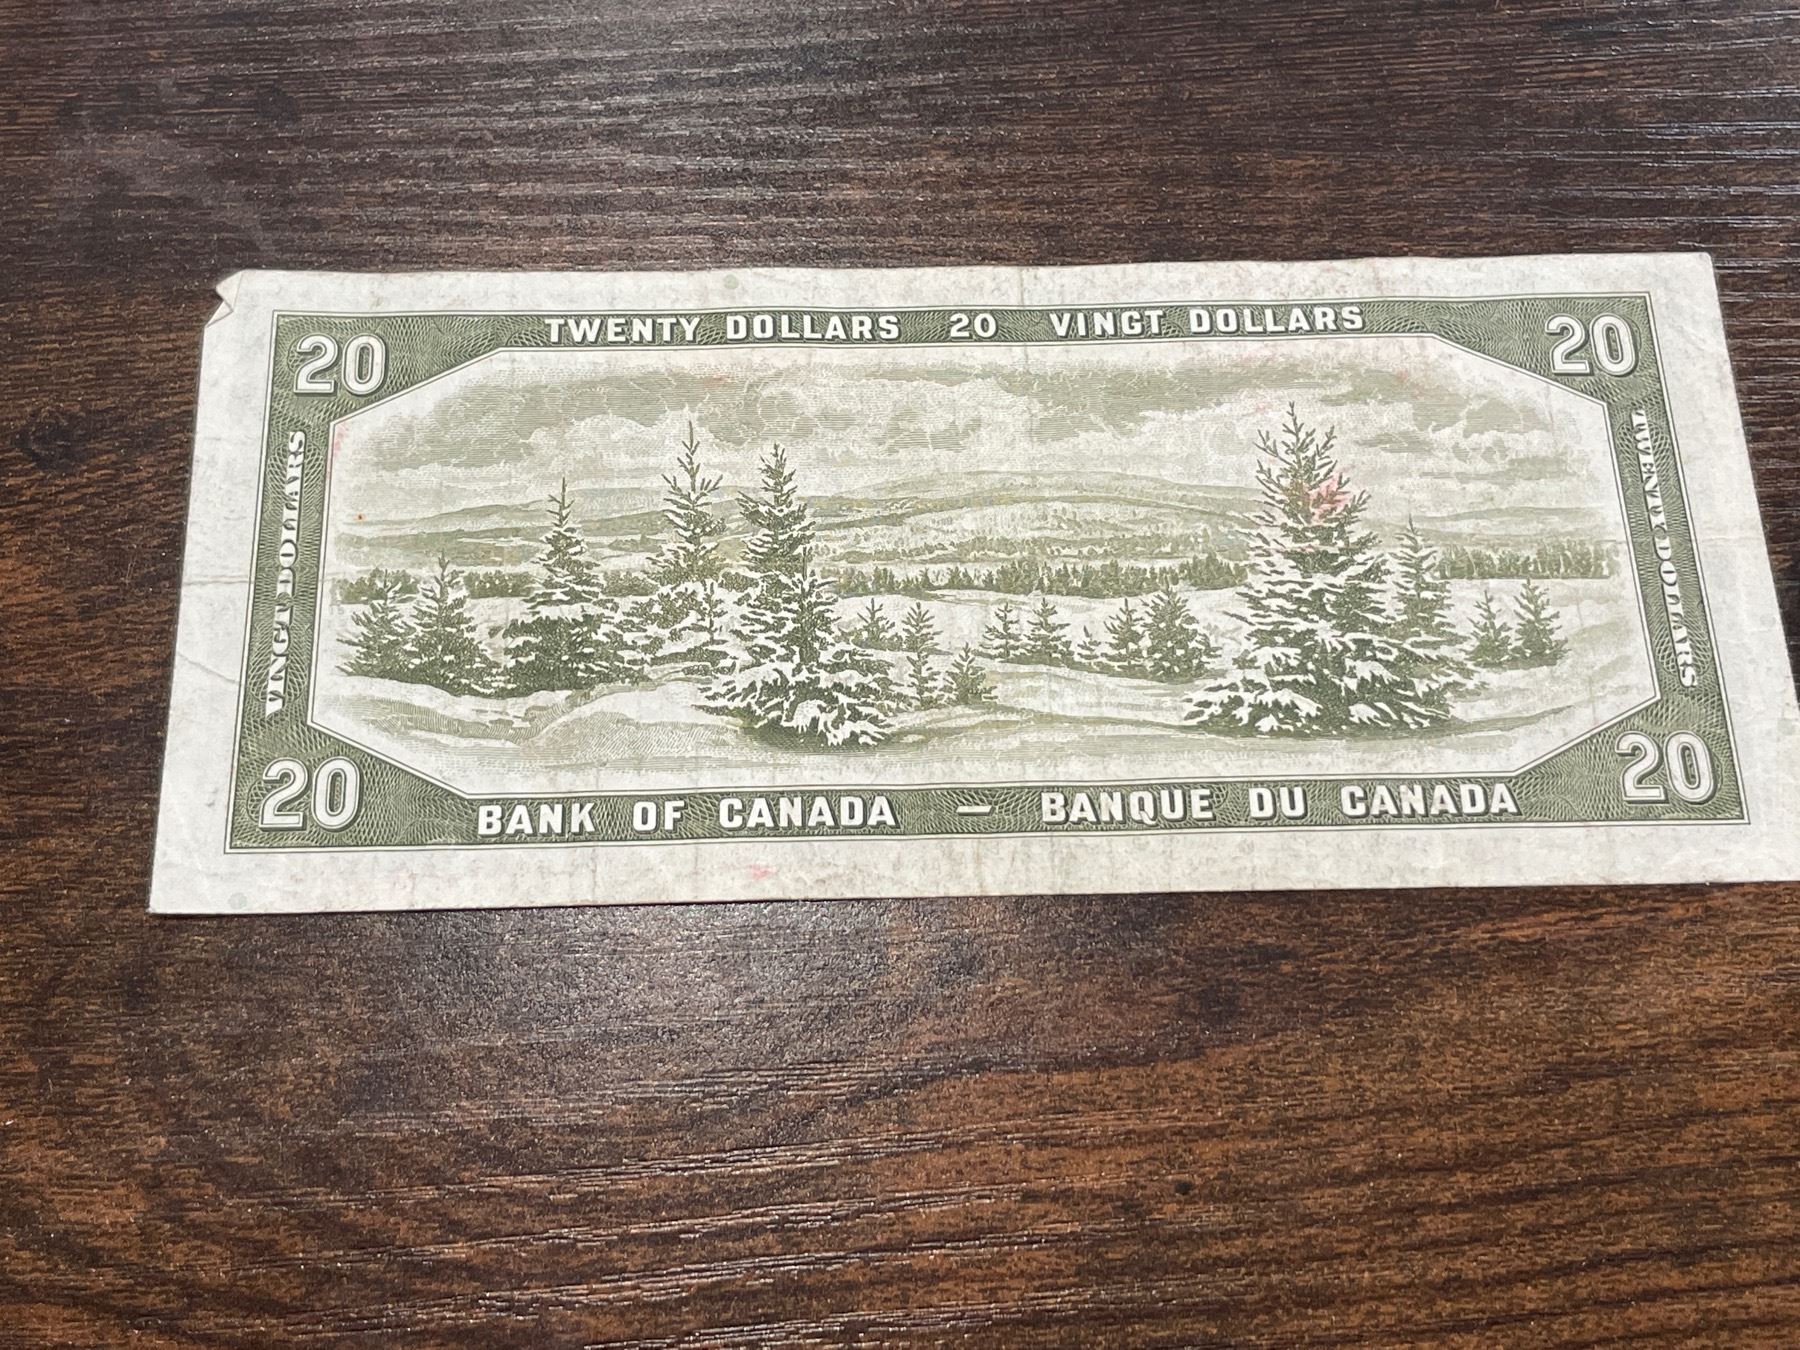 TWENTY DOLLARS 20 VINGT DOLLARS
20
20
VINGT DOLLARS
TWENTY DOLLARS
20
20
BANK OF CANADA — BANQUE DU CANADA